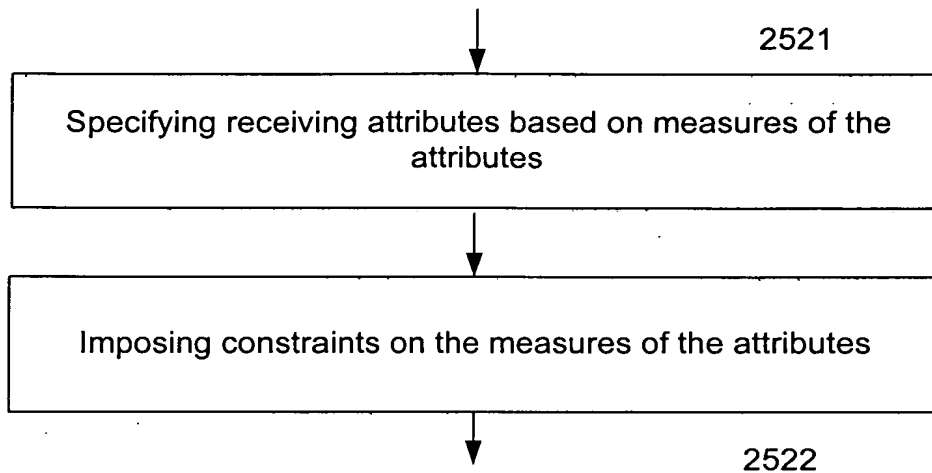 2521
Specifying receiving attributes based on measures of the
attributes
Imposing constraints on the measures of the attributes
2522